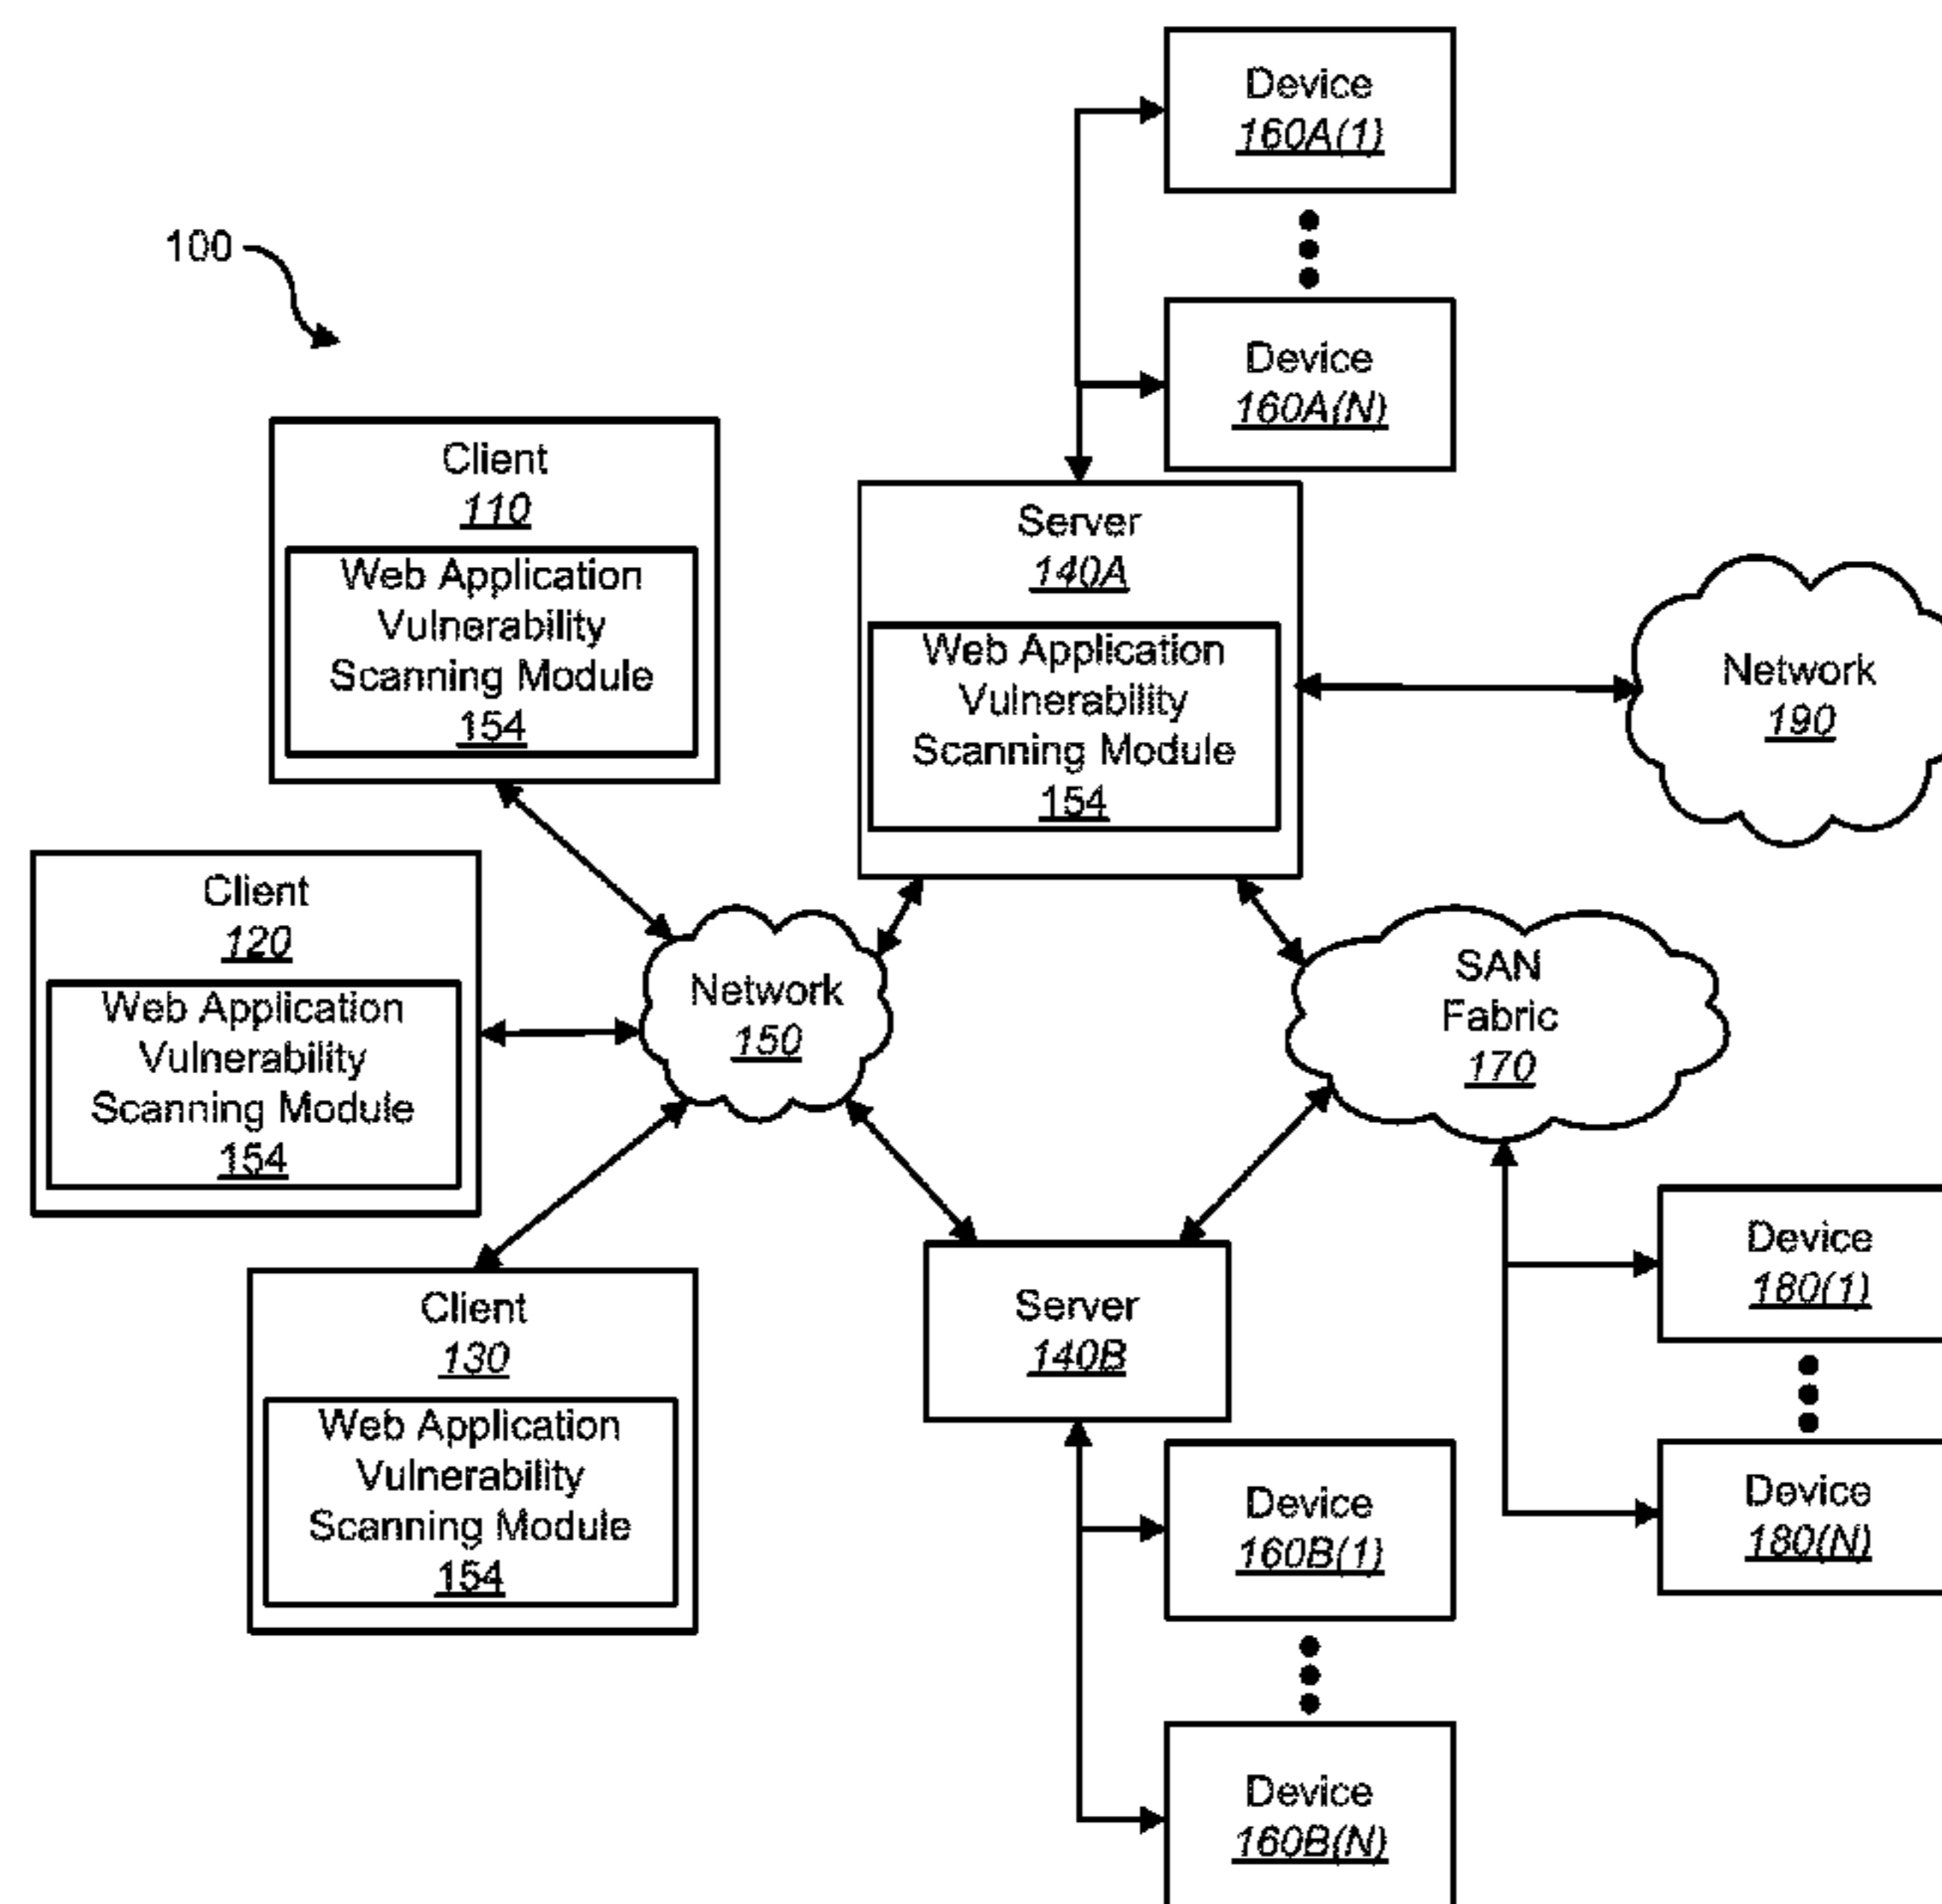 Device
160A(1)
100
Device
160A(N)
Client
110
Web Application
Vulnerability
Scanning Module
154
Server
140A
Web Application
Vulnerability
Scanning Module
154
Network
190
Client
120
Web Application
Vulnerability
Scanning Module
154
Network
150
SAN
Fabric
170
Client
130
Web Application
Vulnerability
Scanning Module
154
Server
140B
Device
180(1)
Device
180(N)
Device
160B(1)
Device
160B(N)